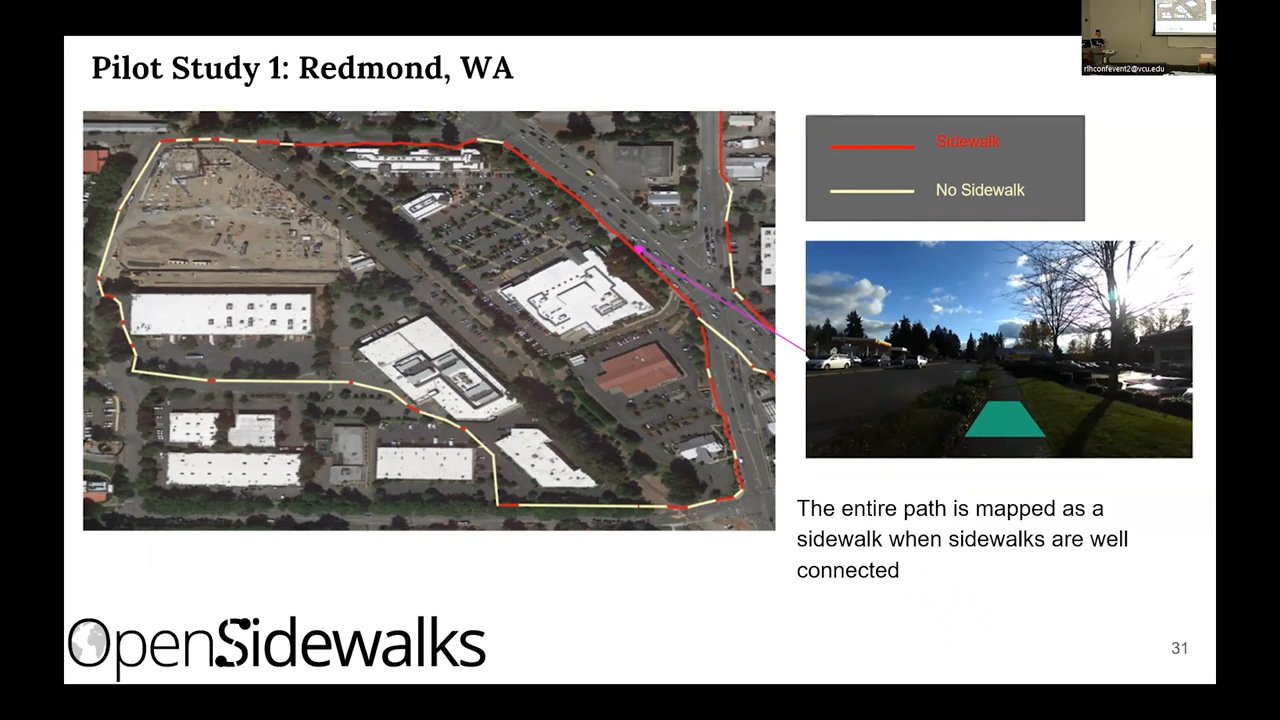 Pilot Study 1: Redmond, WA
rlhconfevent2@vcu.edu
Sidewalk
No Sidewalk
The entire path is mapped as a
sidewalk when sidewalks are well
connected
OpenSidewalks
31